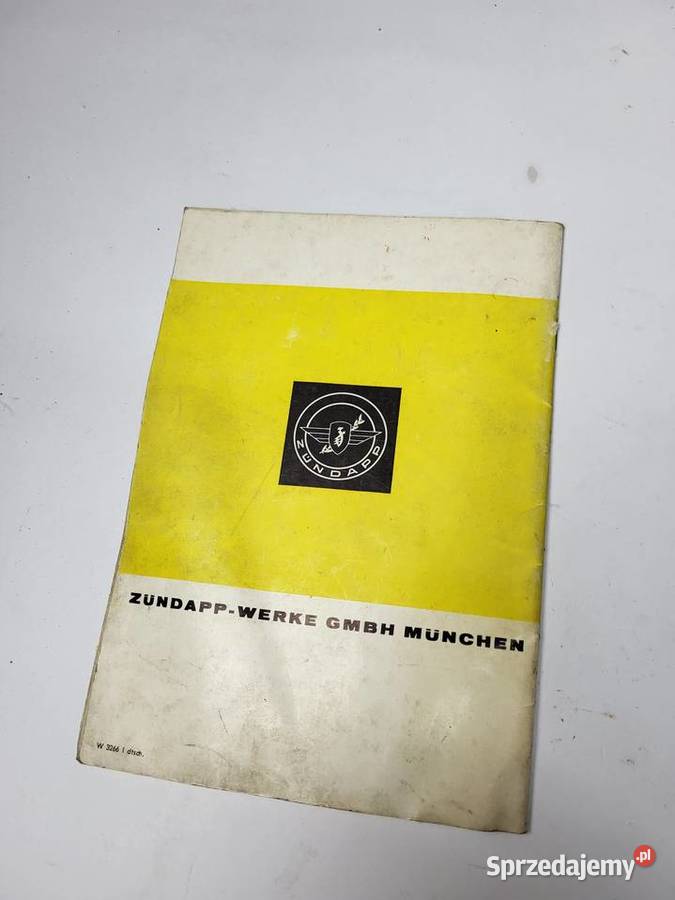 ZÜNDAPP
ZÜNDAPP-WERKE GMBH MÜNCHEN
W 3266 I dtsch.
Sprzedajemy.pl